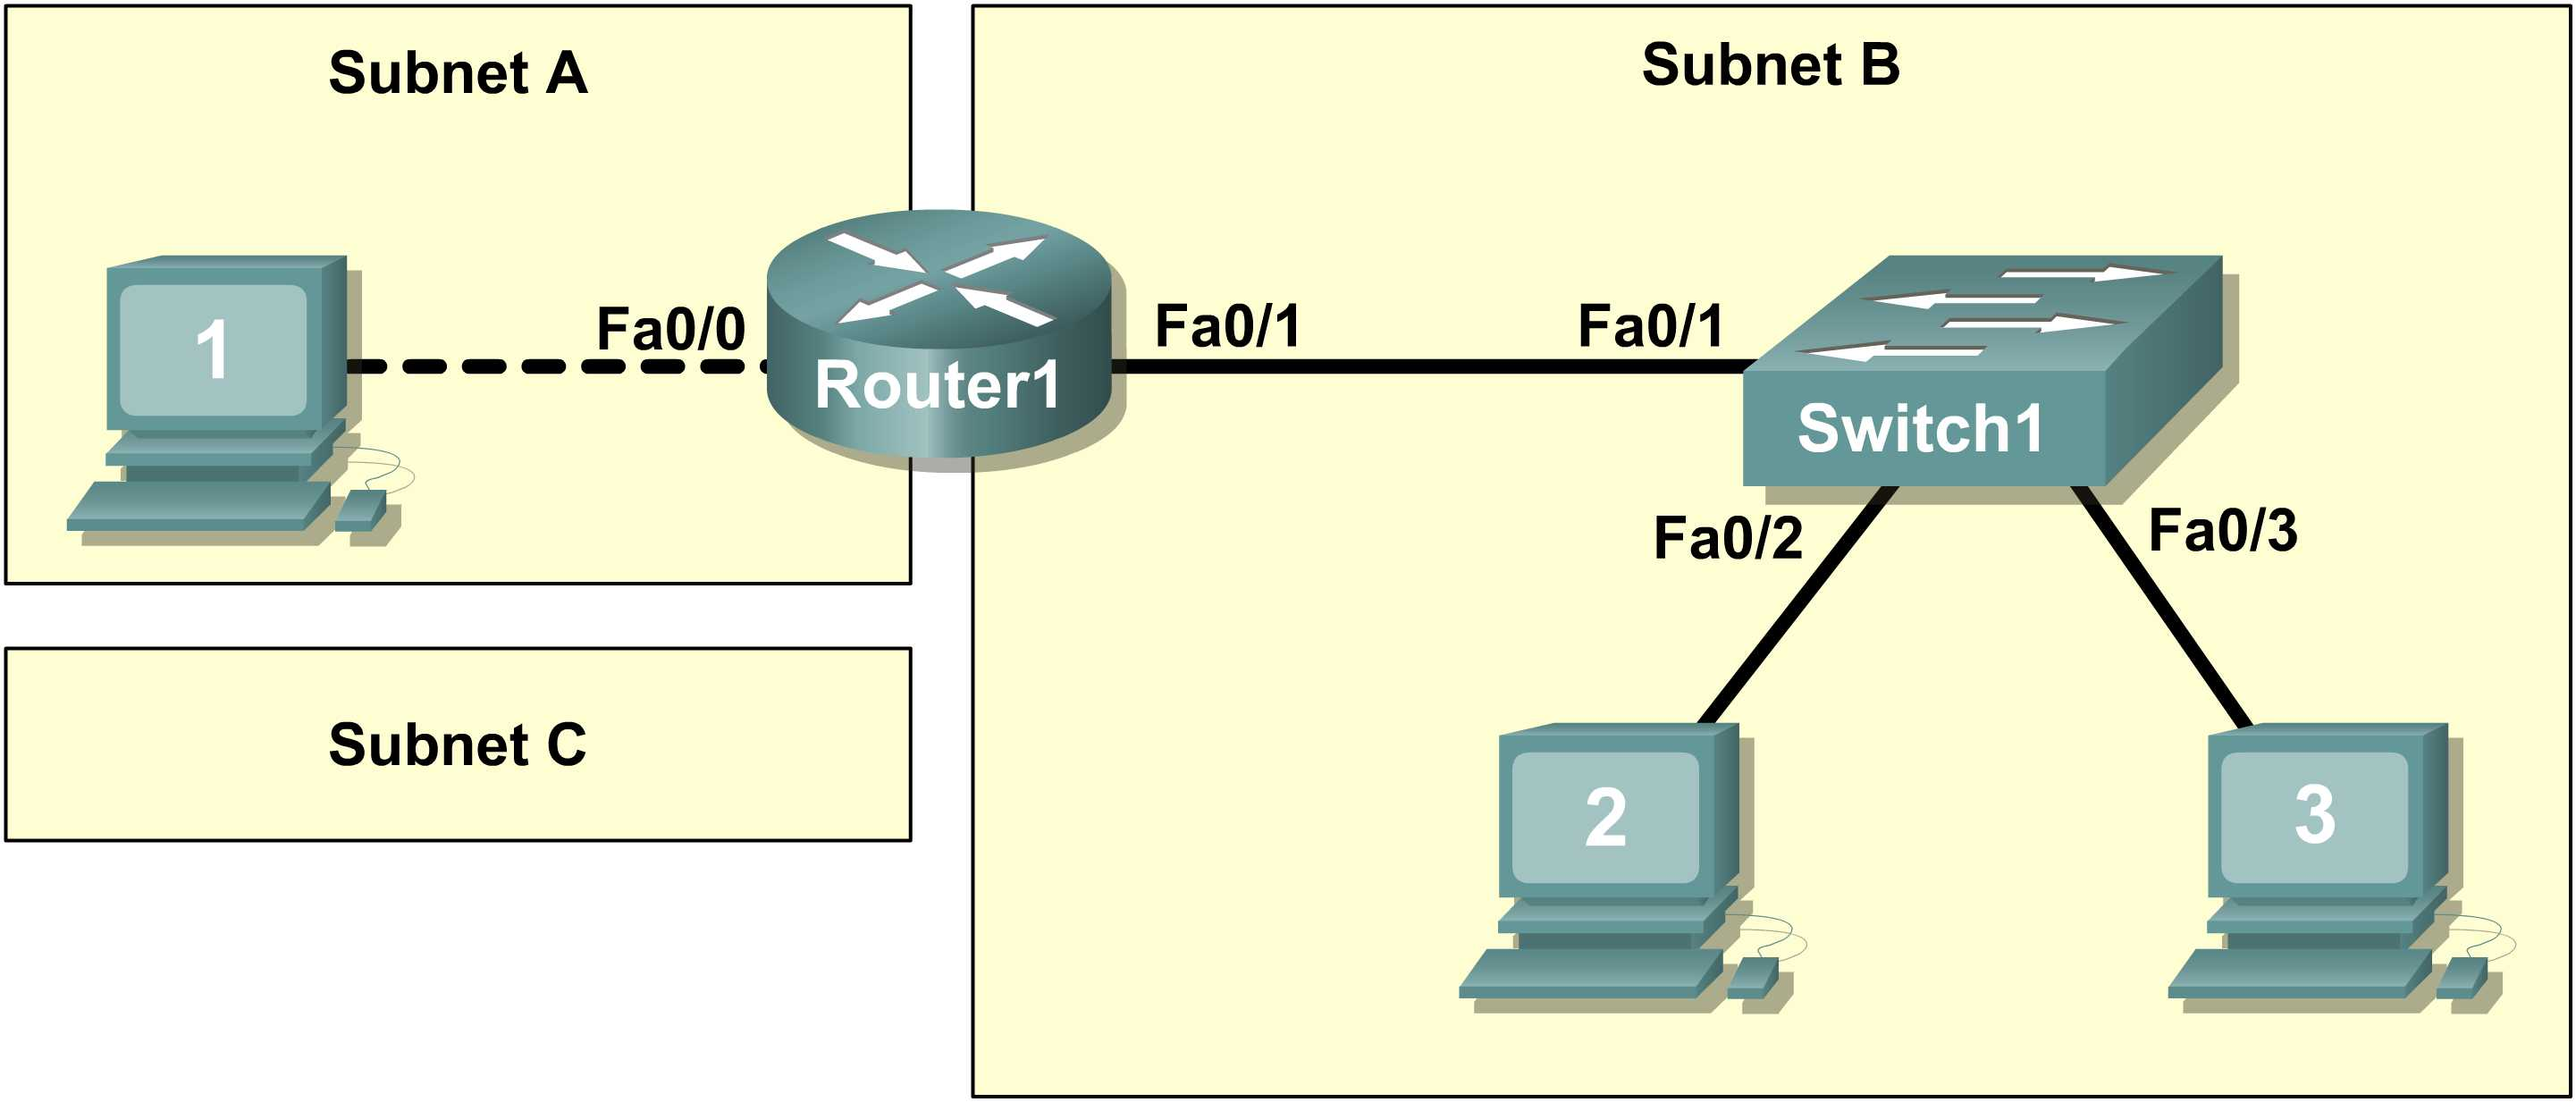 Subnet A
Subnet B
1
Fa0/0
Router1
Fa0/1
Fa0/1
Switch1
Fa0/2
Fa0/3
Subnet C
2
3